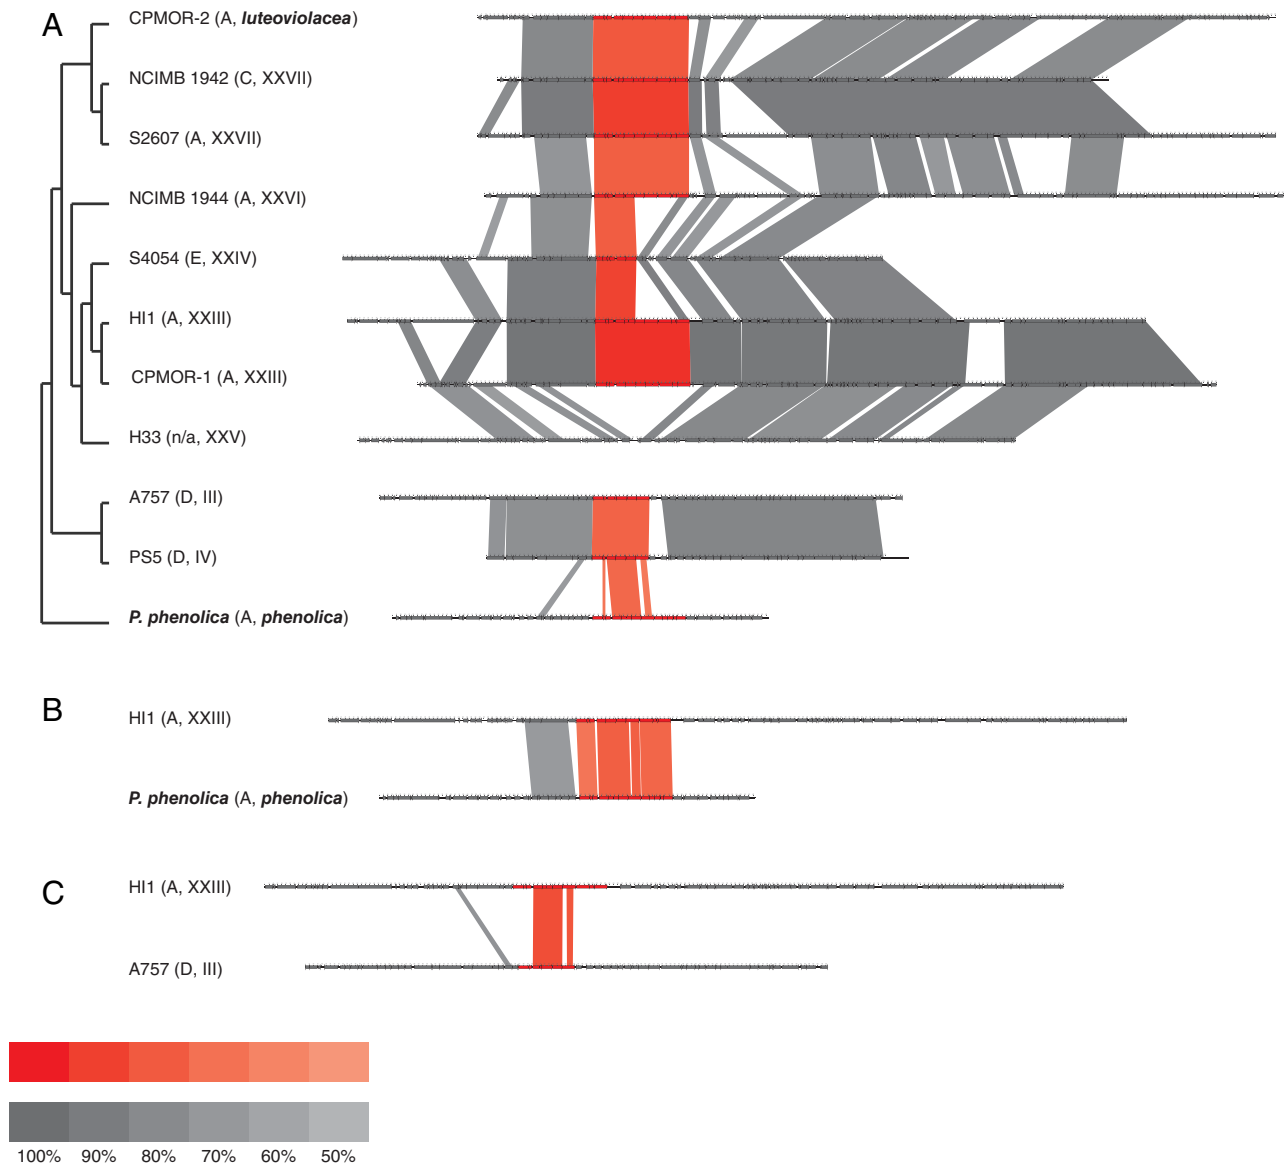 A
CPMOR-2 (A, luteoviolacea)
NCIMB 1942 (C, XXVII)
S2607 (A, XXVII)
NCIMB 1944 (A, XXVI)
S4054 (E, XXIV)
HI1 (A, XXIII)
CPMOR-1 (A, XXIII)
H33 (n/a, XXV)
A757 (D, III)
PS5 (D, IV)
P. phenolica (A, phenolica)
B
HI1 (A, XXIII)
P. phenolica (A, phenolica)
C
HI1 (A, XXIII)
A757 (D, III)
100% 90% 80% 70% 60% 50%